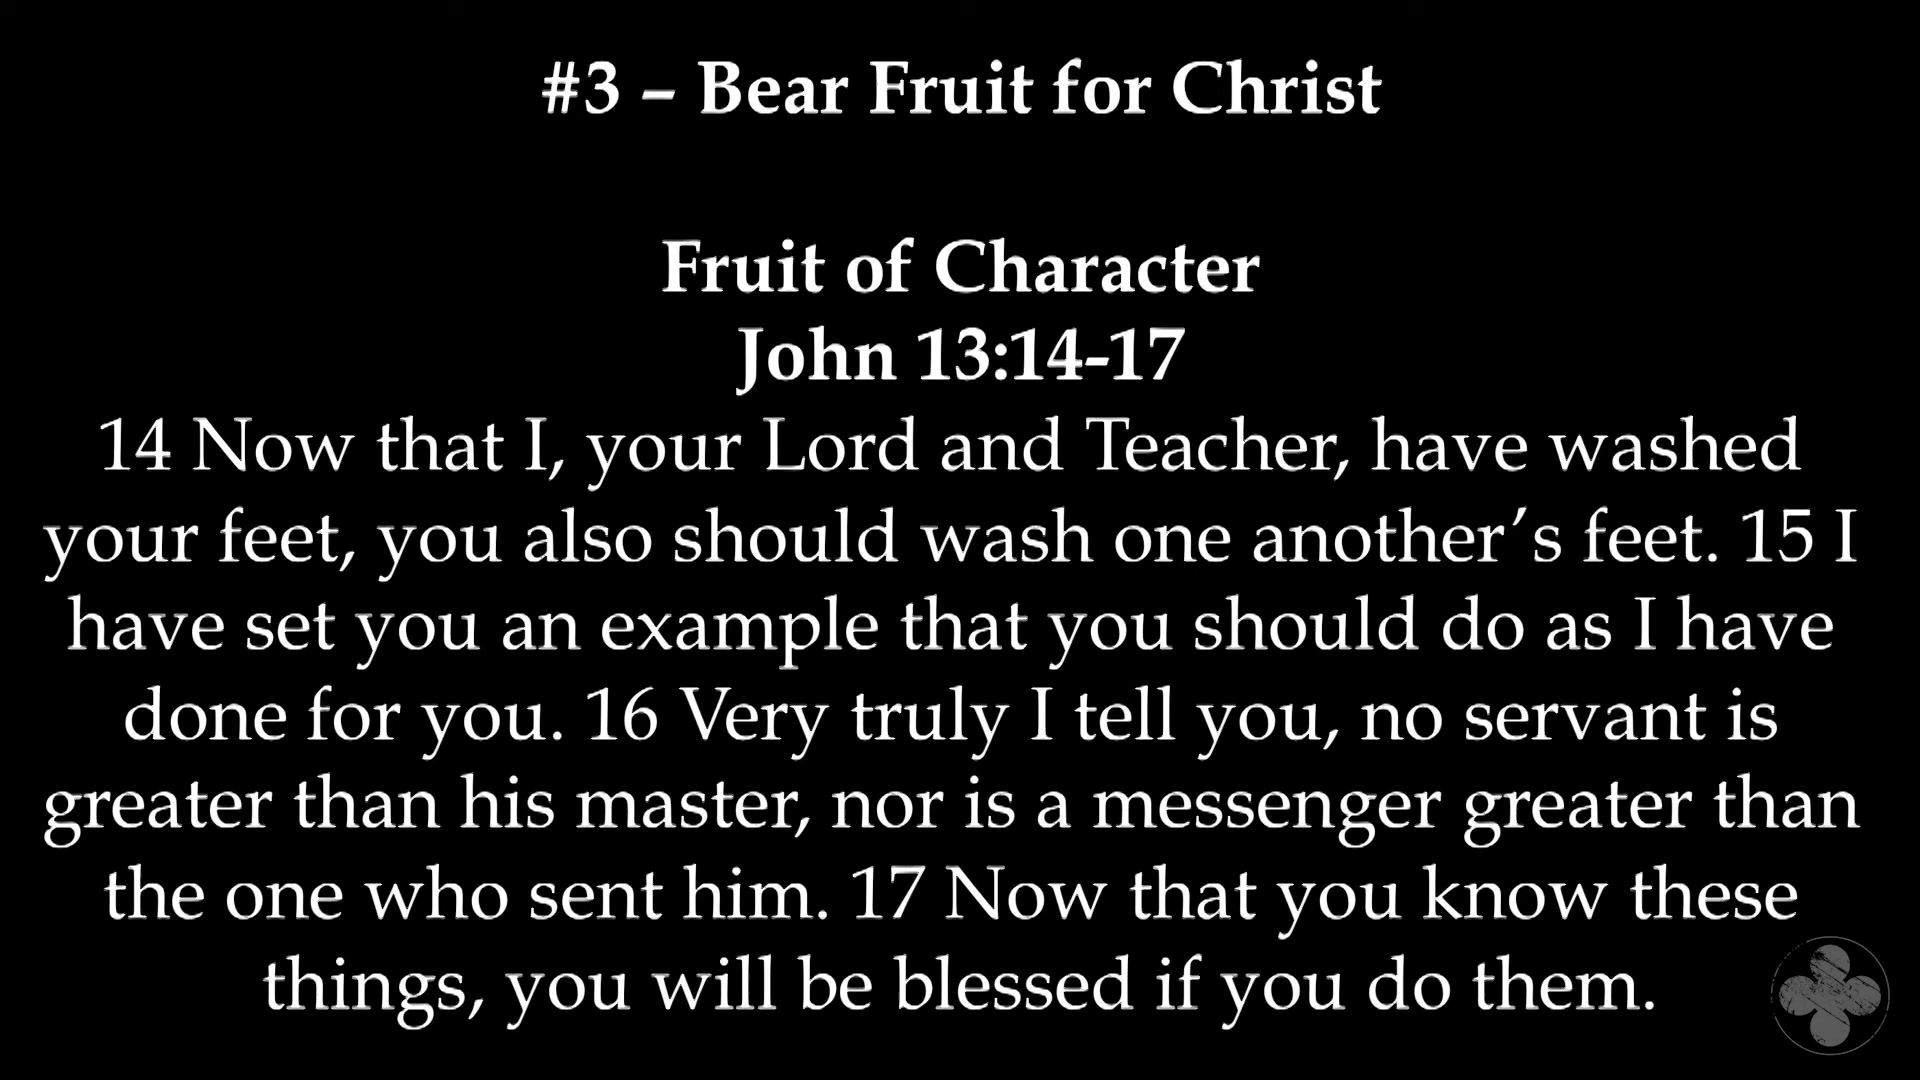 #3 – Bear Fruit for Christ
Fruit of Character
John 13:14-17
14 Now that I, your Lord and Teacher, have washed
your feet, you also should wash one another’s feet. 15 I
have set you an example that you should do as I have
done for you. 16 Very truly I tell you, no servant is
greater than his master, nor is a messenger greater than
the one who sent him. 17 Now that you know these
things, you will be blessed if you do them.